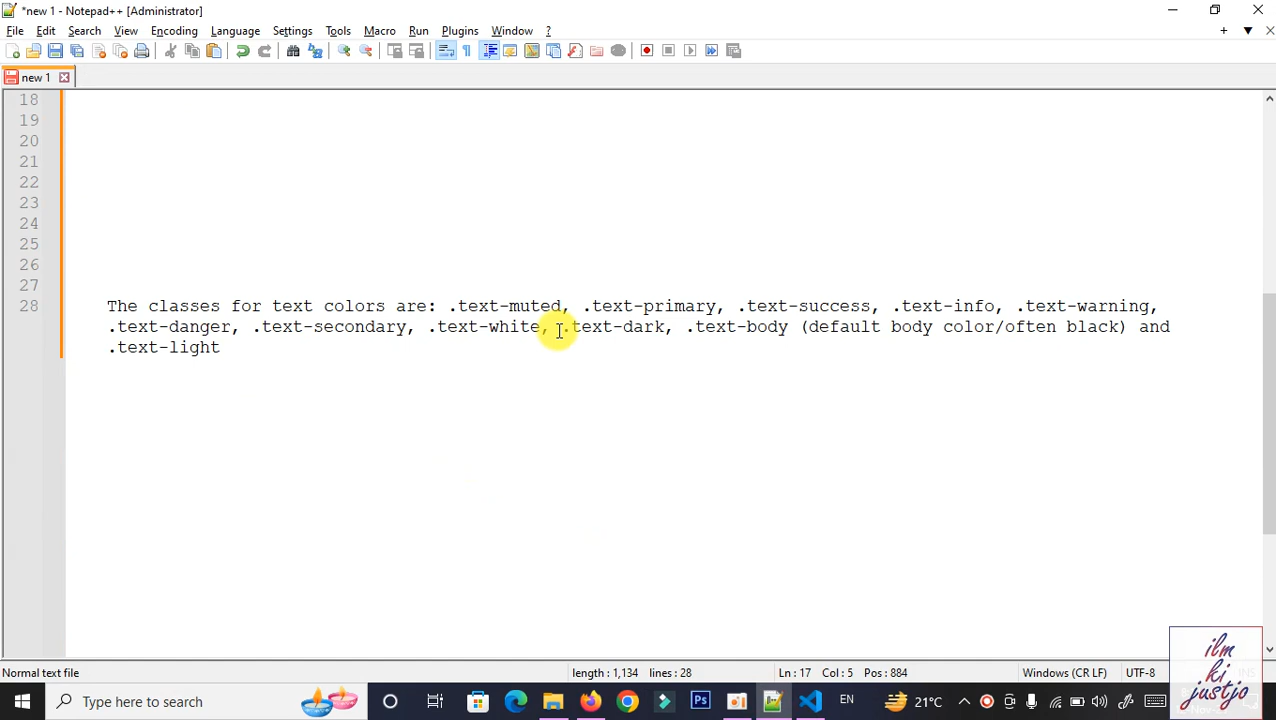 *new 1 - Notepad++ [Administrator]
File Edit Search View Encoding Language Settings Tools Macro Run Plugins Window ?
new 1
18
19
20
21
22
23
24
25
26
27
28 The classes for text colors are: .text-muted, .text-primary, .text-success, .text-info, .text-warning,
.text-danger, .text-secondary, .text-white, .text-dark, .text-body (default body color/often black) and
.text-light
Normal text file length : 1,134 lines : 28 Ln : 17 Col : 5 Pos : 884 Windows (CR LF) UTF-8 INS
Type here to search Ps EN 21°C
ilm
ki
justjo